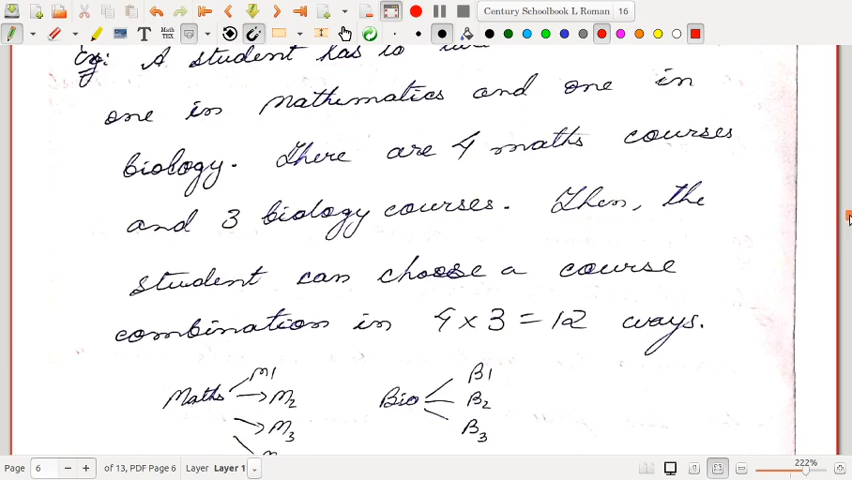 Century Schoolbook L Roman 16
Eg: A student has to
one in Mathematics and one in
biology. There are 4 maths courses
and 3 biology courses. Then, the
student can choose a course
combination in 4 x 3 = 12 ways.
Maths M1 M2 M3
Bio B1 B2 B3
Page 6 of 13, PDF Page 6 Layer Layer 1 222%